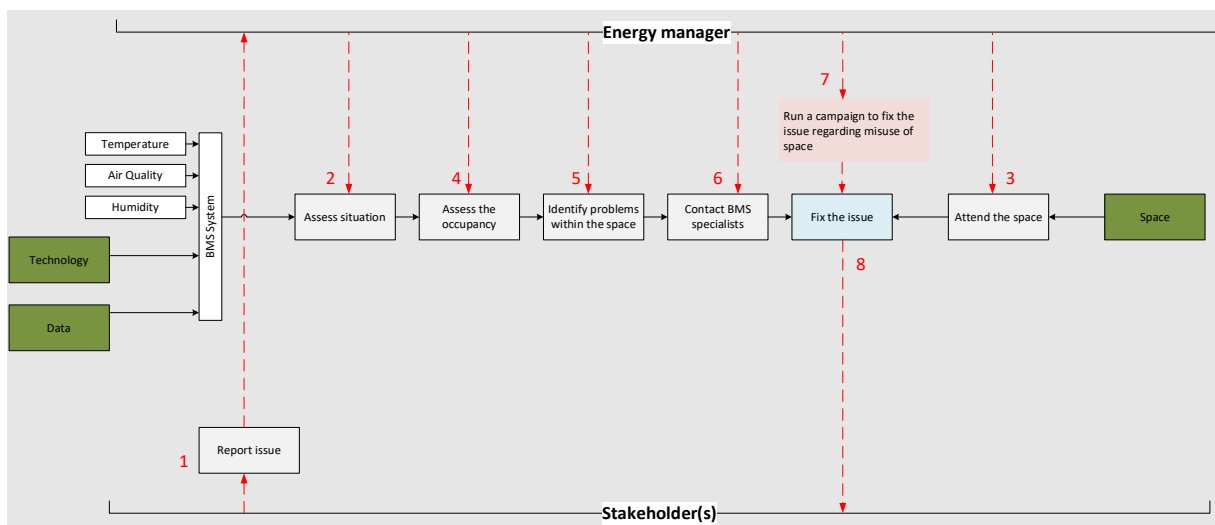 Energy manager
7
Run a campaign to fix the
issue regarding misuse of
space
Temperature
Air Quality
Humidity
BMS System
2
4
5
6
3
Assess situation
Assess the
occupancy
Identify problems
within the space
Contact BMS
specialists
Fix the issue
Attend the space
Space
Technology
Data
8
1
Report issue
Stakeholder(s)